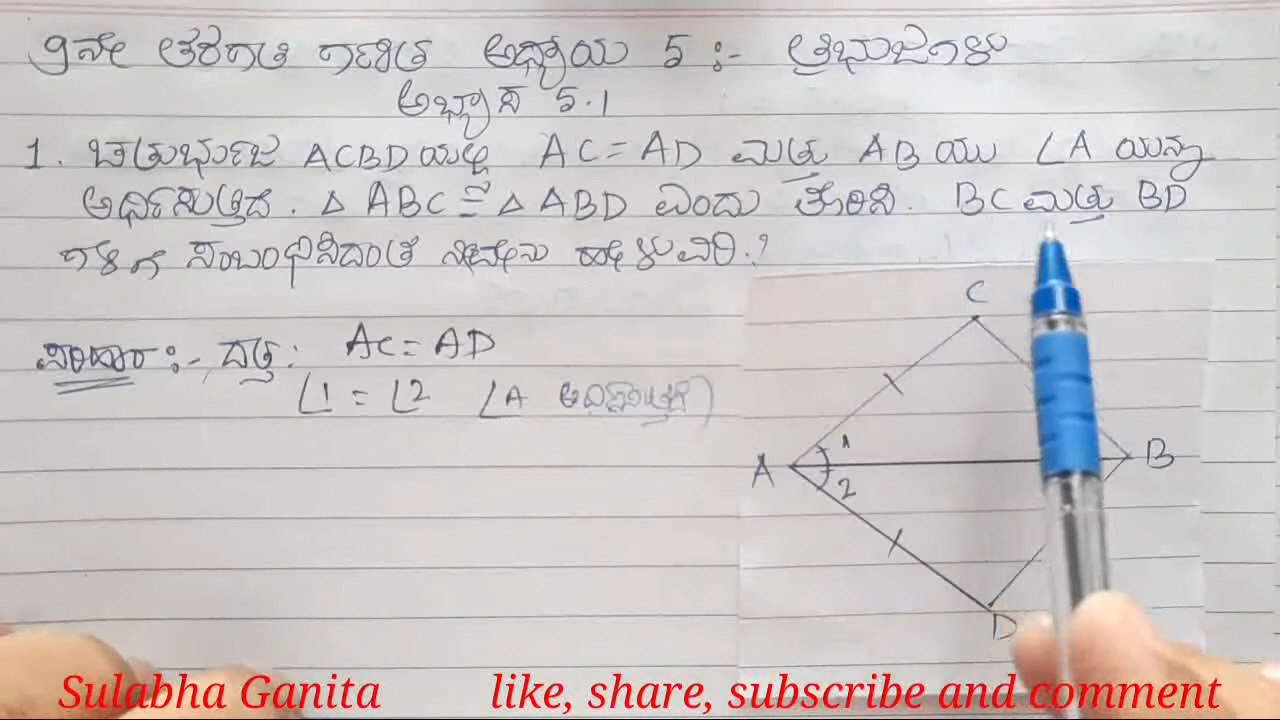 9ನೇ ತರಗತಿ ಗಣಿತ ಅಧ್ಯಾಯ 5 :- ತ್ರಿಭುಜಗಳು
ಅಭ್ಯಾಸ 5.1
1. ಚತುರ್ಭುಜ ACBD ಯಲ್ಲಿ AC = AD ಮತ್ತು AB ಯು ∠A ಯನ್ನು
ಅರ್ಧಿಸುತ್ತದೆ. △ ABC ≅ △ ABD ಎಂದು ತೋರಿಸಿ. BC ಮತ್ತು BD
ಗಳಿಗೆ ಸಂಬಂಧಿಸಿದಂತೆ ನೀವೇನು ಹೇಳುವಿರಿ.?
ಪರಿಹಾರ :- ದತ್ತ: AC = AD
∠1 = ∠2 ∠A ಅರ್ಧಿಸುತ್ತದೆ)
C
A
1
2
B
D
Sulabha Ganita like, share, subscribe and comment